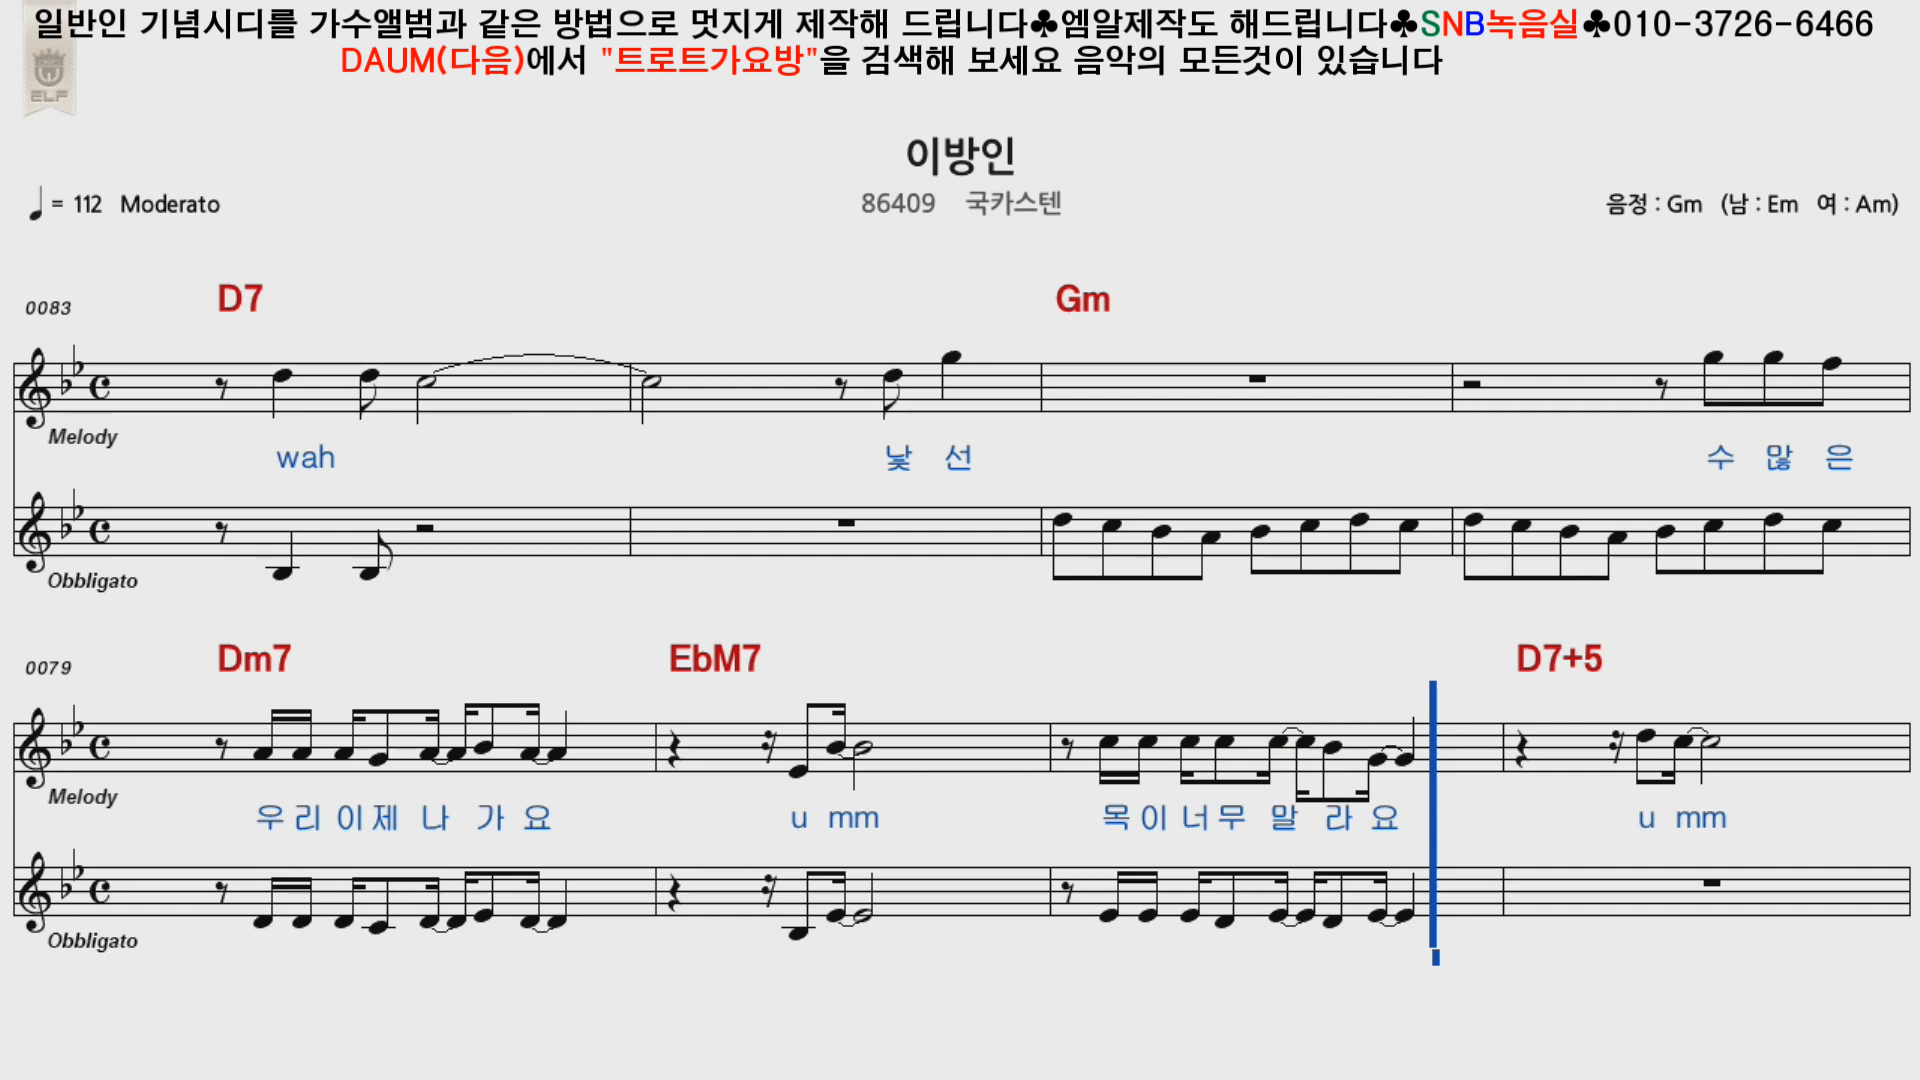 일반인 기념시디를 가수앨범과 같은 방법으로 멋지게 제작해 드립니다♣엠알제작도 해드립니다♣SNB녹음실♣010-3726-6466
DAUM(다음)에서 "트로트가요방"을 검색해 보세요 음악의 모든것이 있습니다
ELF
이방인
♩= 112 Moderato
86409 국카스텐
음정 : Gm (남 : Em 여 : Am)
0083 D7 Gm
Melody
wah 낯 선 수 많 은
Obbligato
0079 Dm7 EbM7 D7+5
Melody
우 리 이 제 나 가 요 u mm 목 이 너 무 말 라 요 u mm
Obbligato